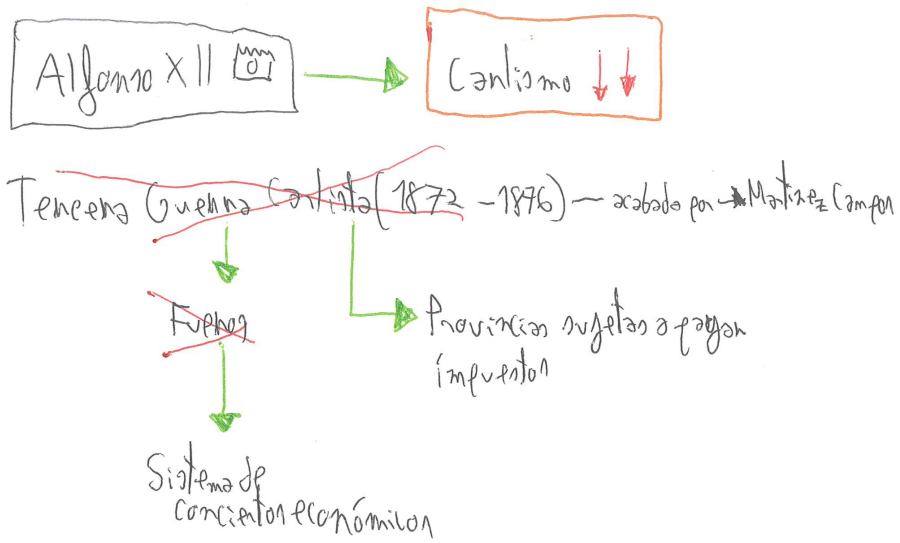 Alfonso XII
Carlismo
Tercera Guerra Carlista (1872 - 1876) — acabado por Martínez Campos
Fueros
Provincias sujetas a pagar
impuestos
Sistema de
conciertos económicos